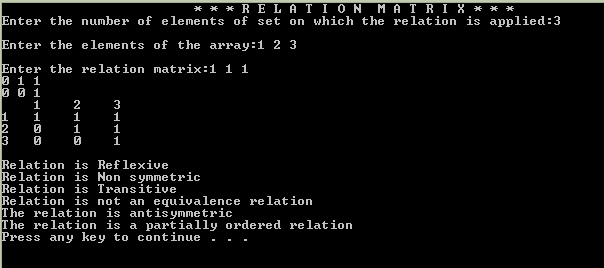 * * * R E L A T I O N  M A T R I X * * *
Enter the number of elements of set on which the relation is applied:3
Enter the elements of the array:1 2 3
Enter the relation matrix:1 1 1
0 1 1
0 0 1
1 2 3
1 1 1 1
2 0 1 1
3 0 0 1
Relation is Reflexive
Relation is Non symmetric
Relation is Transitive
Relation is not an equivalence relation
The relation is antisymmetric
The relation is a partially ordered relation
Press any key to continue . . .